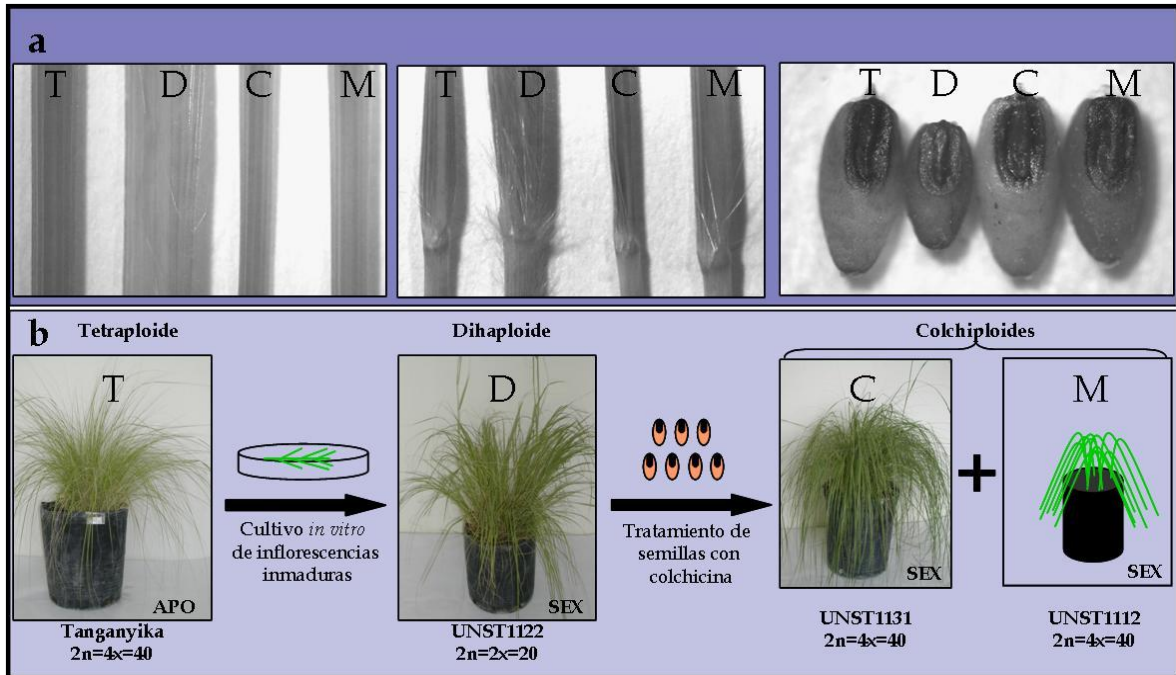 a
T D C M
T D C M
T D C M
b
Tetraploide
Dihaploide
Colchiploides
T
D
C
M
Cultivo in vitro
de inflorescencias
inmaduras
Tratamiento de
semillas con
colchicina
+
APO
SEX
SEX
SEX
Tanganyika
2n=4x=40
UNST1122
2n=2x=20
UNST1131
2n=4x=40
UNST1112
2n=4x=40